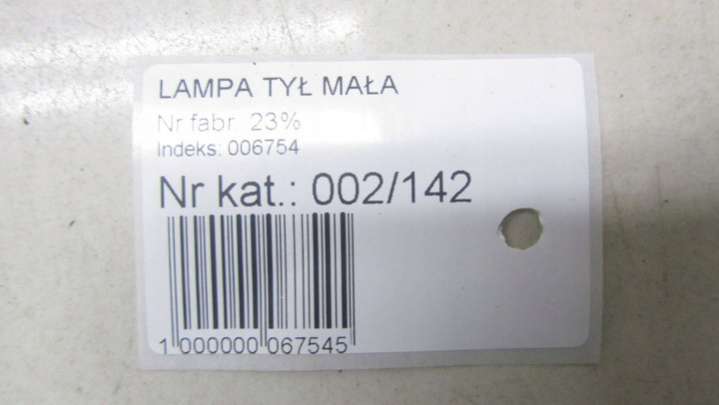 LAMPA TYŁ MAŁA
Nr fabr. 23%
Indeks: 006754
Nr kat.: 002/142
1 000000 067545